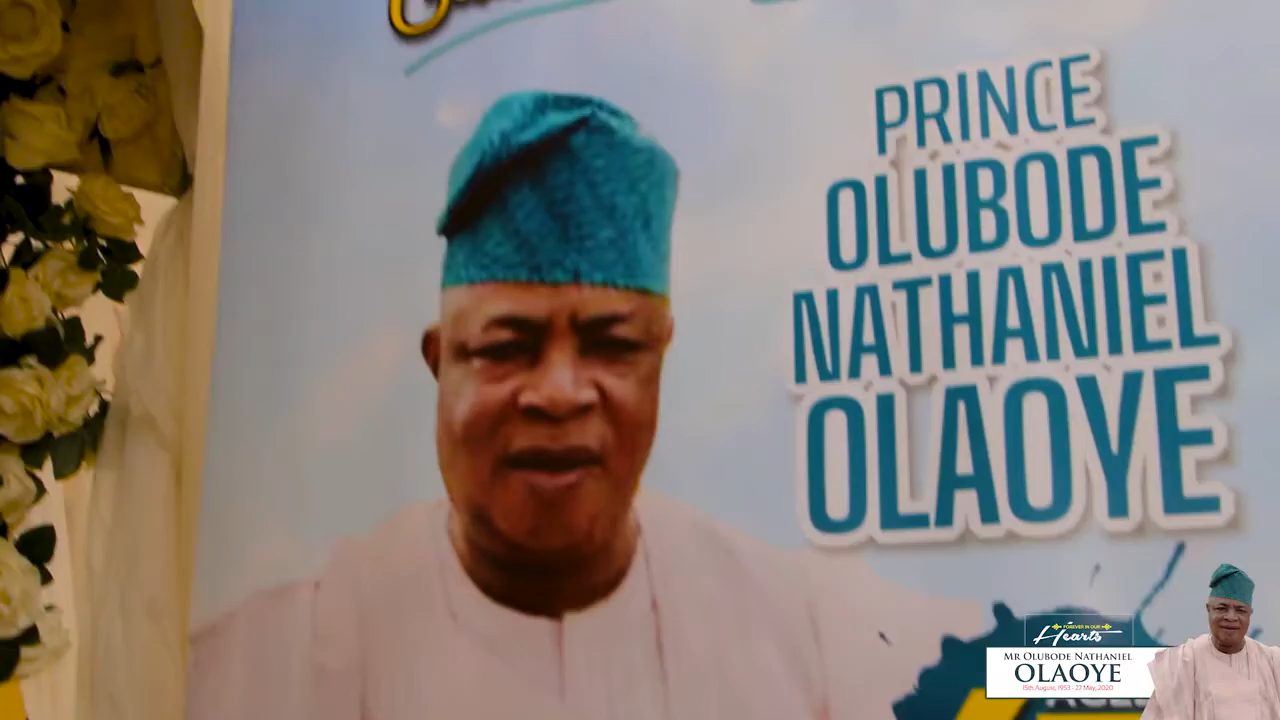 PRINCE
OLUBODE
NATHANIEL
OLAOYE
FOREVER IN OUR
Hearts
MR OLUBODE NATHANIEL
OLAOYE
15th August, 1953 - 27 May, 2020